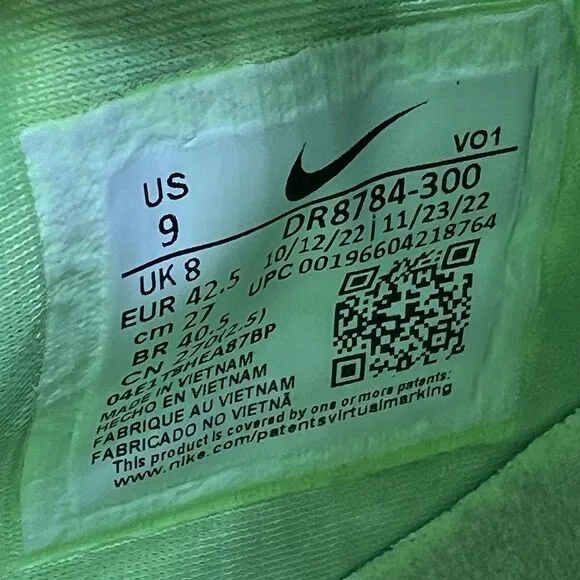 US
9
VO1
DR8784-300
10/12/22|11/23/22
UPC 00196604218764
UK 8
EUR 42.5
cm 27
BR 40.5
CN 270(2.5)
04E1T8HEA87BP
MADE IN VIETNAM
HECHO EN VIETNAM
FABRIQUE AU VIETNAM
FABRICADO NO VIETNÃ
This product is covered by one or more patents:
www.nike.com/patentsvirtualmarking